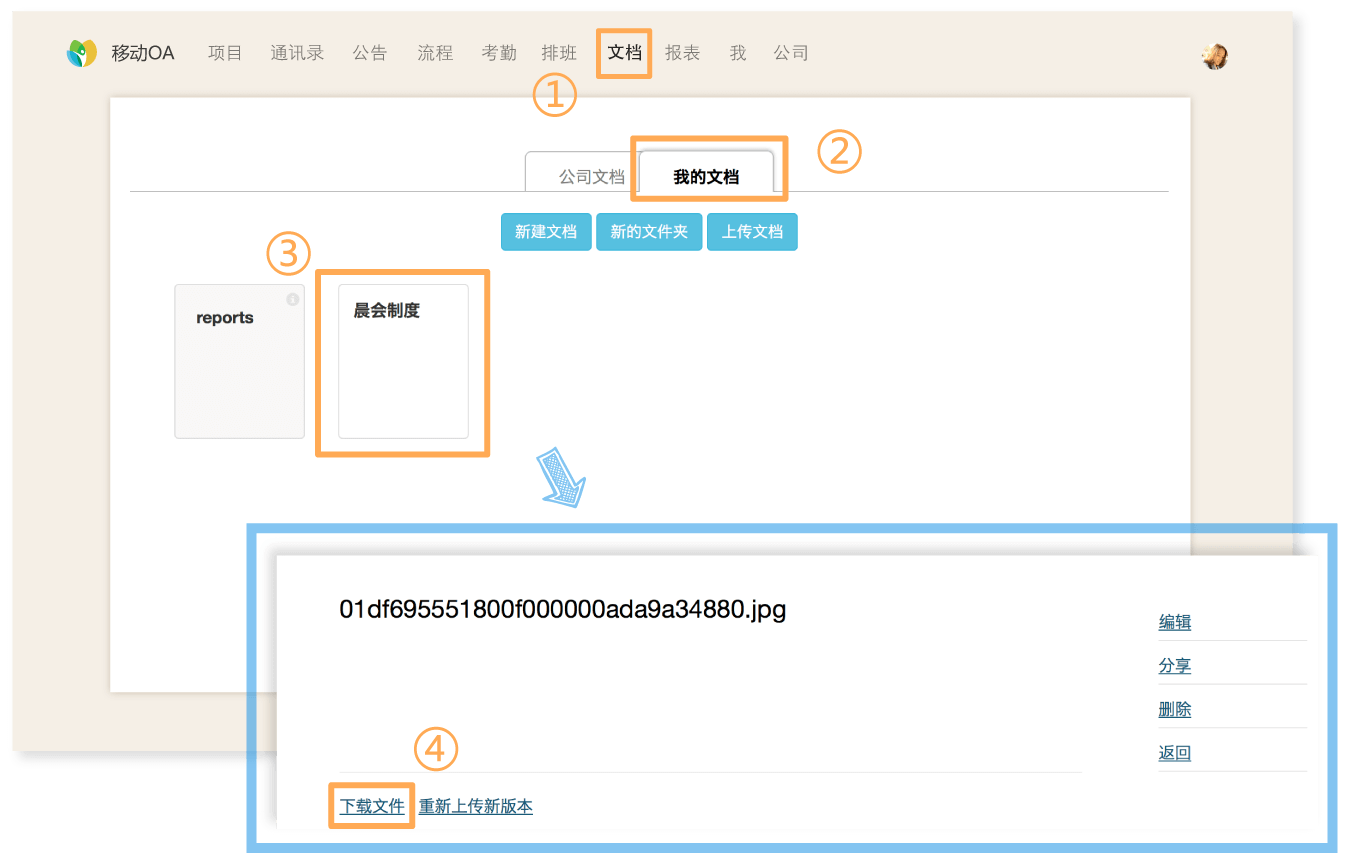 移动OA 项目 通讯录 公告 流程 考勤 排班 文档 报表 我 公司
①
②
公司文档 我的文档
新建文档 新的文件夹 上传文档
③
reports
晨会制度
01df695551800f000000ada9a34880.jpg
编辑
分享
删除
返回
④
下载文件 重新上传新版本